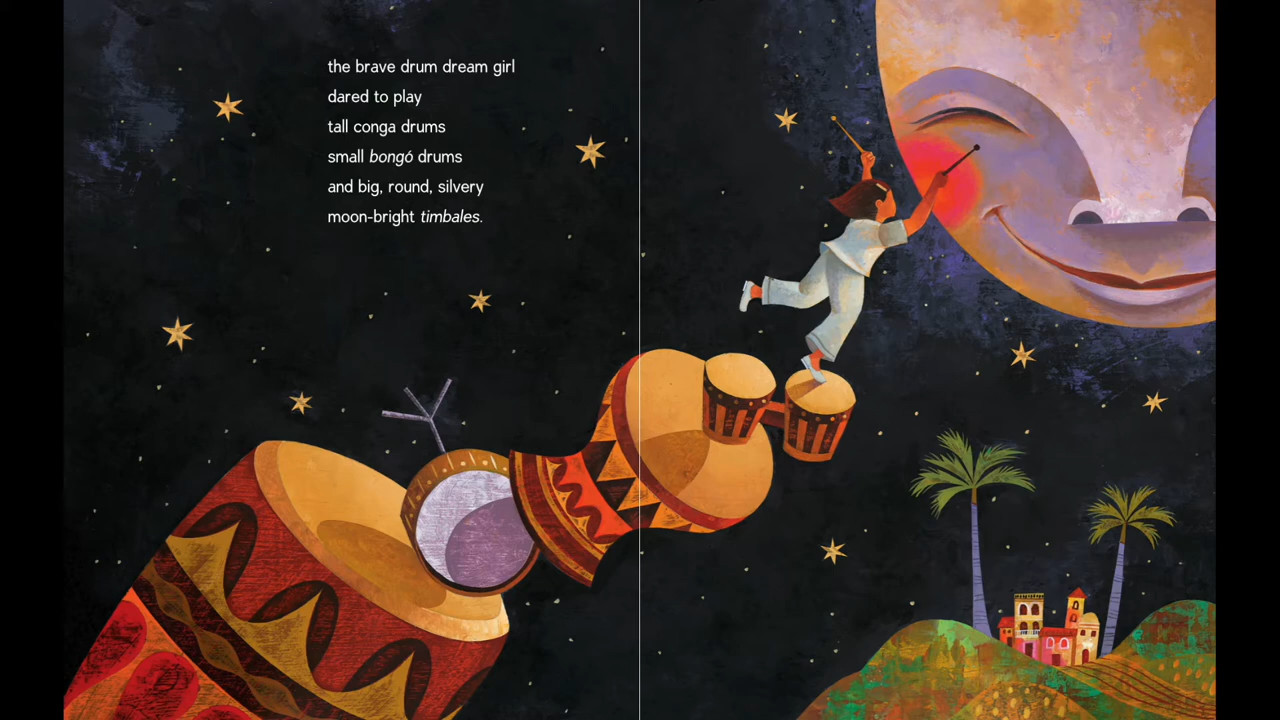 the brave drum dream girl
dared to play
tall conga drums
small bongó drums
and big, round, silvery
moon-bright timbales.